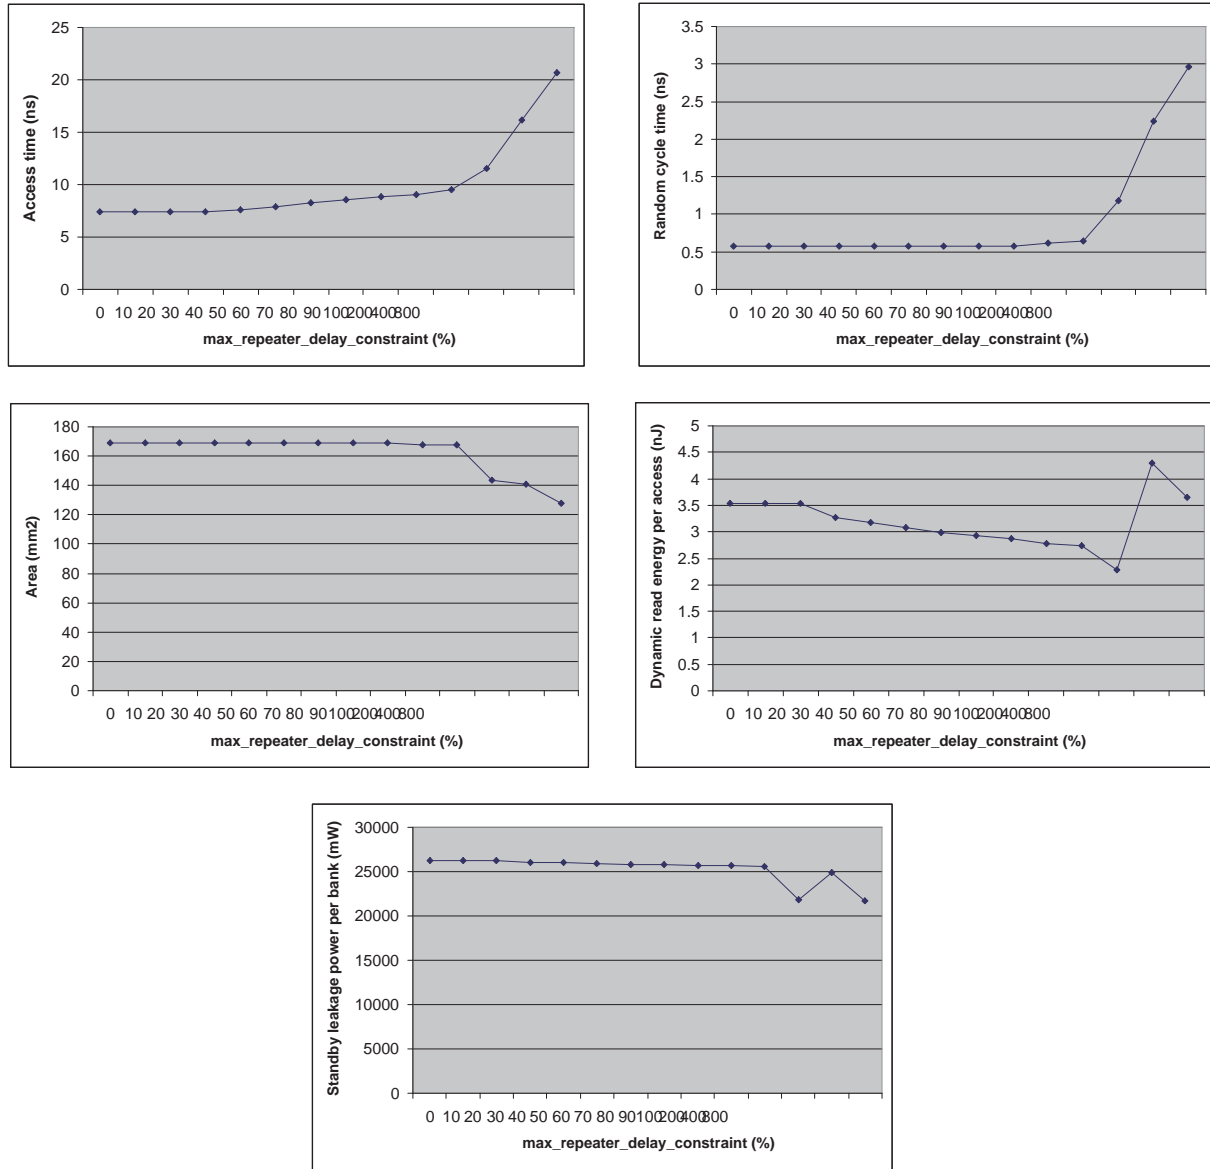 25
20
15
10
5
0
Access time (ns)
0 10 20 30 40 50 60 70 80 90 100 200 400 800
max_repeater_delay_constraint (%)
3.5
3
2.5
2
1.5
1
0.5
0
Random cycle time (ns)
0 10 20 30 40 50 60 70 80 90 100 200 400 800
max_repeater_delay_constraint (%)
180
160
140
120
100
80
60
40
20
0
Area (mm2)
0 10 20 30 40 50 60 70 80 90 100 200 400 800
max_repeater_delay_constraint (%)
5
4.5
4
3.5
3
2.5
2
1.5
1
0.5
0
Dynamic read energy per access (nJ)
0 10 20 30 40 50 60 70 80 90 100 200 400 800
max_repeater_delay_constraint (%)
30000
25000
20000
15000
10000
5000
0
Standby leakage power per bank (mW)
0 10 20 30 40 50 60 70 80 90 100 200 400 800
max_repeater_delay_constraint (%)